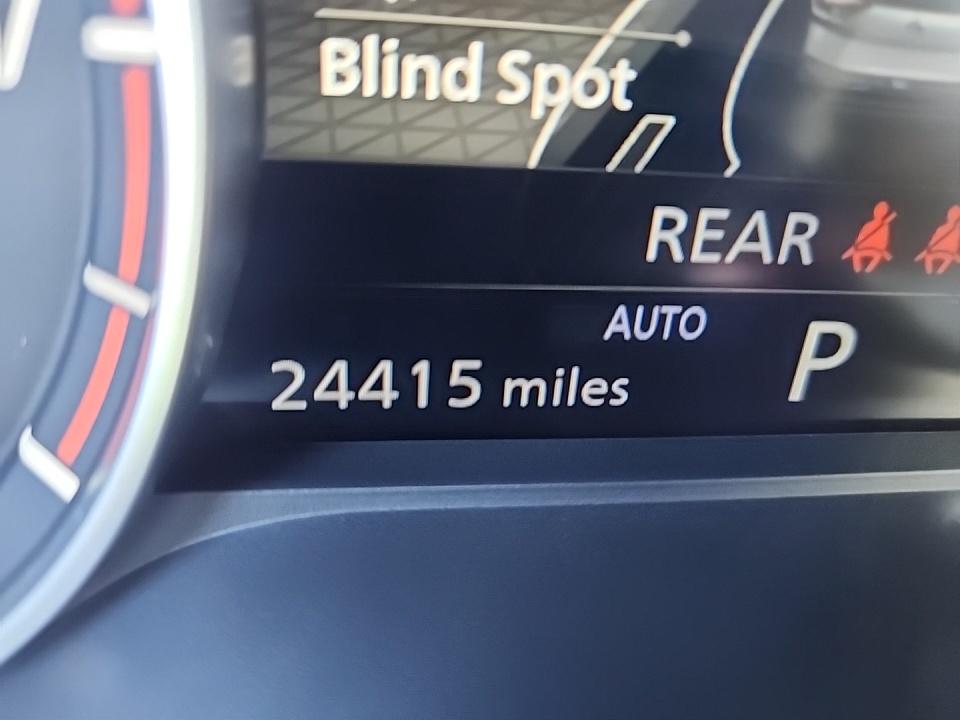 Blind Spot
REAR
AUTO
P
24415 miles